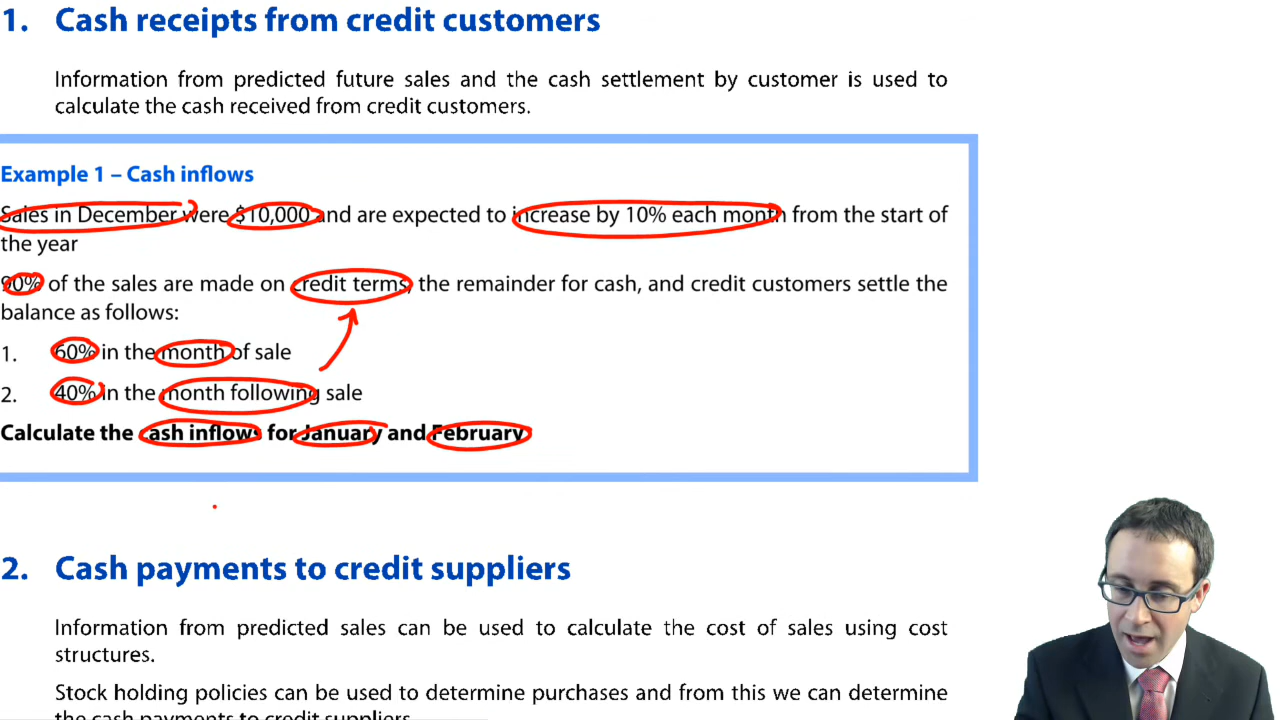 1. Cash receipts from credit customers
Information from predicted future sales and the cash settlement by customer is used to
calculate the cash received from credit customers.
Example 1 – Cash inflows
Sales in December were $10,000 and are expected to increase by 10% each month from the start of
the year
90% of the sales are made on credit terms, the remainder for cash, and credit customers settle the
balance as follows:
1. 60% in the month of sale
2. 40% in the month following sale
Calculate the cash inflows for January and February
2. Cash payments to credit suppliers
Information from predicted sales can be used to calculate the cost of sales using cost
structures.
Stock holding policies can be used to determine purchases and from this we can determine
the cash payments to credit suppliers.